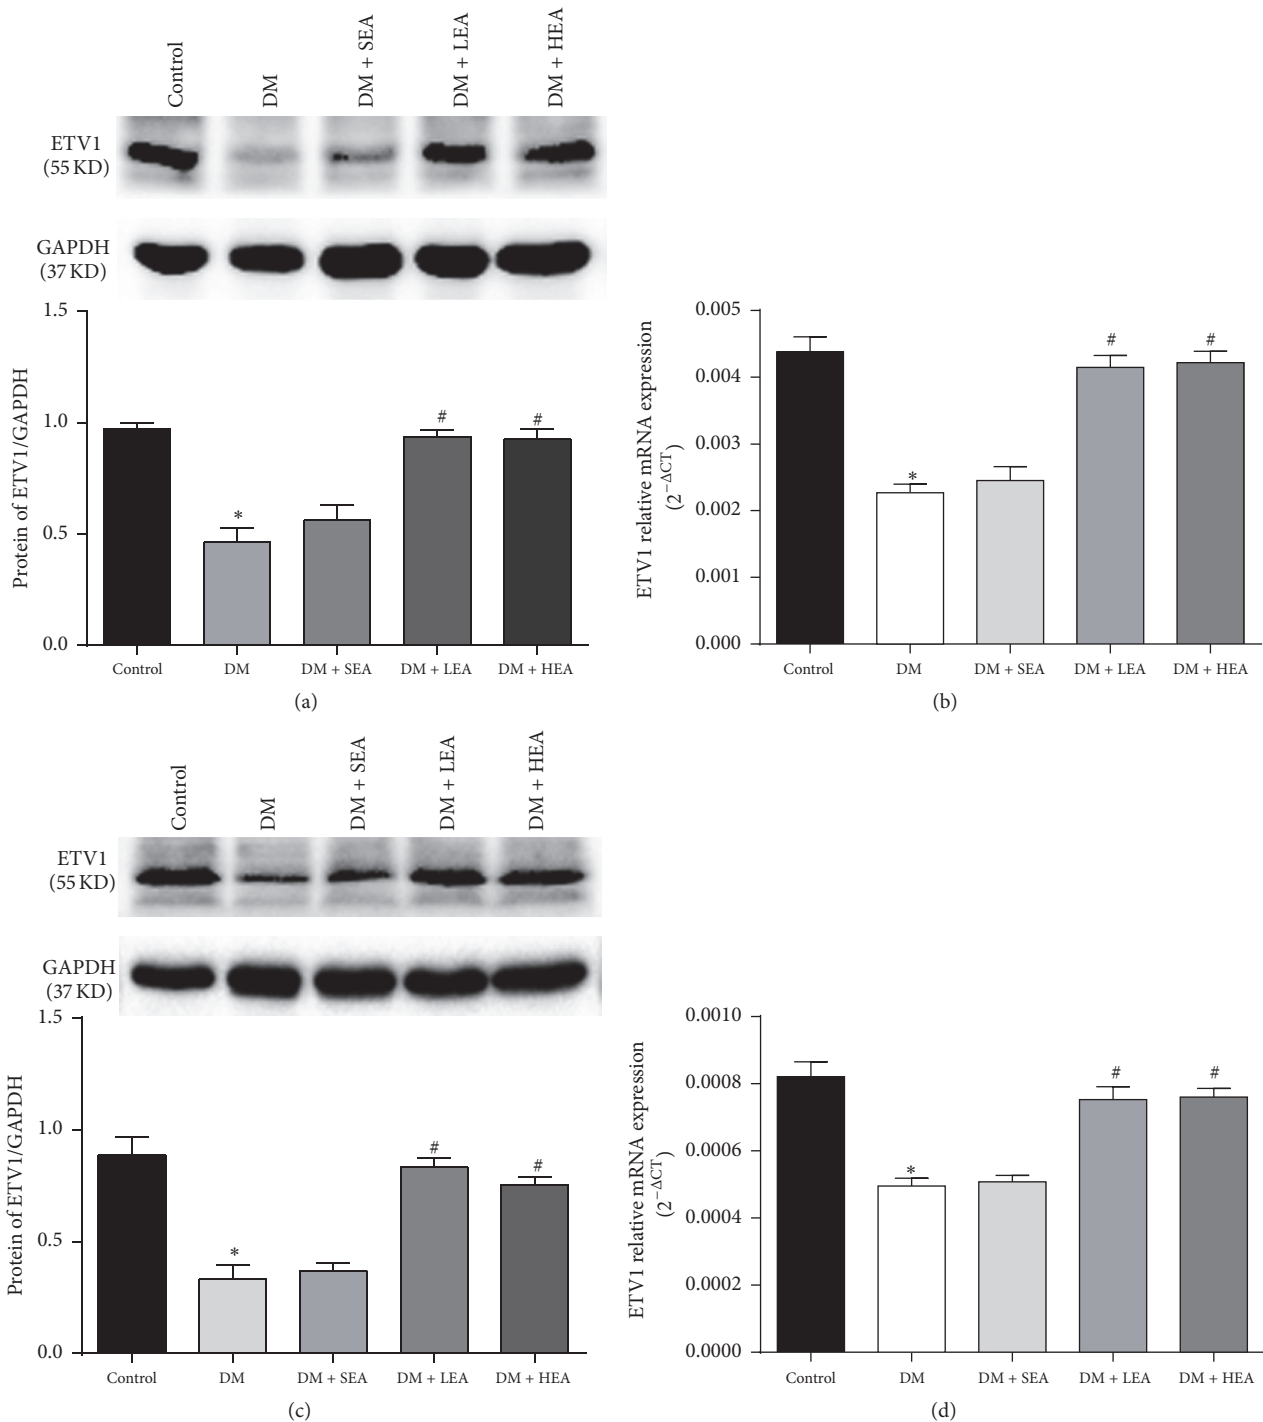 Control
DM
DM + SEA
DM + LEA
DM + HEA
ETV1
(55 KD)
GAPDH
(37 KD)
1.5
1.0
0.5
0.0
Protein of ETV1/GAPDH
*
#
#
Control
DM
DM + SEA
DM + LEA
DM + HEA
(a)
0.005
0.004
0.003
0.002
0.001
0.000
ETV1 relative mRNA expression
(2^−ΔCT)
*
#
#
Control
DM
DM + SEA
DM + LEA
DM + HEA
(b)
Control
DM
DM + SEA
DM + LEA
DM + HEA
ETV1
(55 KD)
GAPDH
(37 KD)
1.5
1.0
0.5
0.0
Protein of ETV1/GAPDH
*
#
#
Control
DM
DM + SEA
DM + LEA
DM + HEA
(c)
0.0010
0.0008
0.0006
0.0004
0.0002
0.0000
ETV1 relative mRNA expression
(2^−ΔCT)
*
#
#
Control
DM
DM + SEA
DM + LEA
DM + HEA
(d)